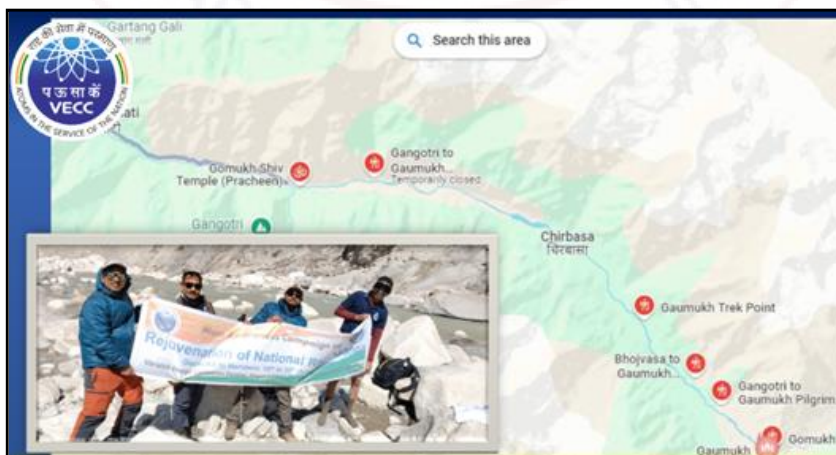 Gartang Gali
राष्ट्र की सेवा में परमाणु
पऊसाकें
VECC
ATOMS IN THE SERVICE OF THE NATION
Search this area
Gomukh Shiv
Temple (Pracheen)
Gangotri to
Gaumukh...
Temporarily closed
Gangotri
Chirbasa
चिरबासा
Gaumukh Trek Point
Bhojvasa to
Gaumukh...
Gangotri to
Gaumukh Pilgrim
Gomukh
Gaumukh
Rejuvenation of National